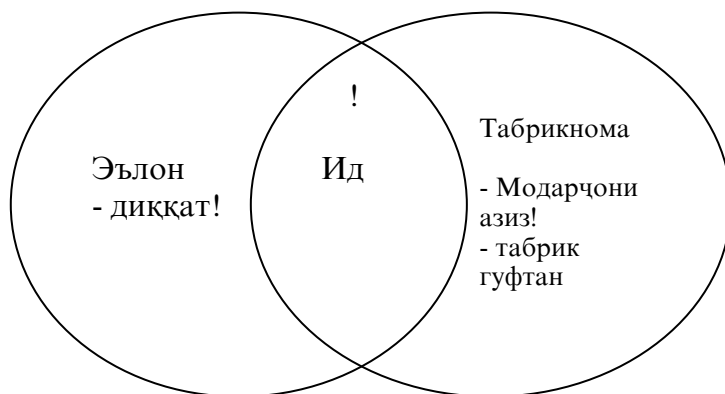 Эълон
- диққат!
!
Ид
Табрикнома
- Модарҷони
азиз!
- табрик
гуфтан